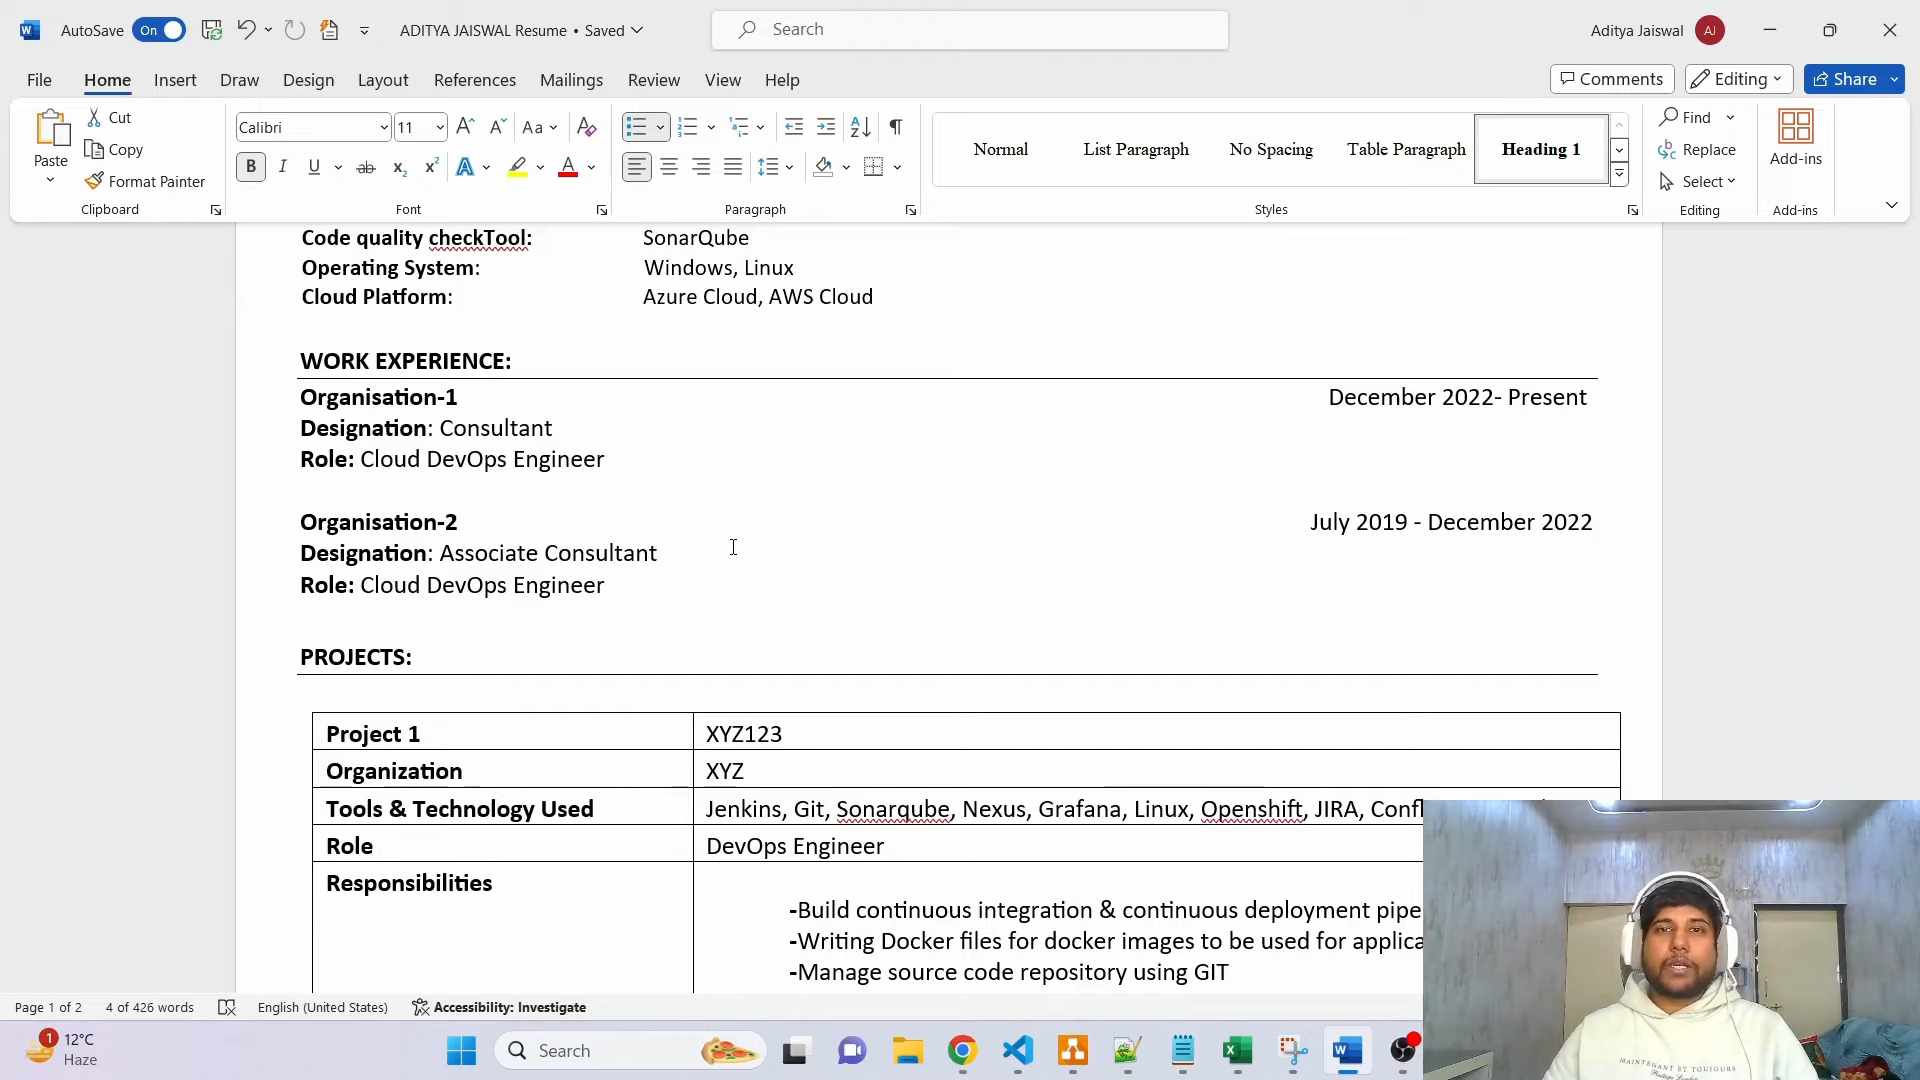 AutoSave On ADITYA JAISWAL Resume • Saved Search Aditya Jaiswal AJ
File Home Insert Draw Design Layout References Mailings Review View Help Comments Editing Share
Paste Cut Copy Format Painter
Calibri 11 Aa
B I U ab x₂ x² A A
Normal List Paragraph No Spacing Table Paragraph Heading 1
Find Replace Select
Add-ins
Clipboard Font Paragraph Styles Editing Add-ins
Code quality checkTool: SonarQube
Operating System: Windows, Linux
Cloud Platform: Azure Cloud, AWS Cloud
WORK EXPERIENCE:
Organisation-1 December 2022- Present
Designation: Consultant
Role: Cloud DevOps Engineer
Organisation-2 July 2019 - December 2022
Designation: Associate Consultant
Role: Cloud DevOps Engineer
PROJECTS:
Project 1 XYZ123
Organization XYZ
Tools & Technology Used Jenkins, Git, Sonarqube, Nexus, Grafana, Linux, Openshift, JIRA, Confl
Role DevOps Engineer
Responsibilities
-Build continuous integration & continuous deployment pipe
-Writing Docker files for docker images to be used for applica
-Manage source code repository using GIT
Page 1 of 2 4 of 426 words English (United States) Accessibility: Investigate
1 12°C
Haze
Search
MAINTENANT ET TOUJOURS